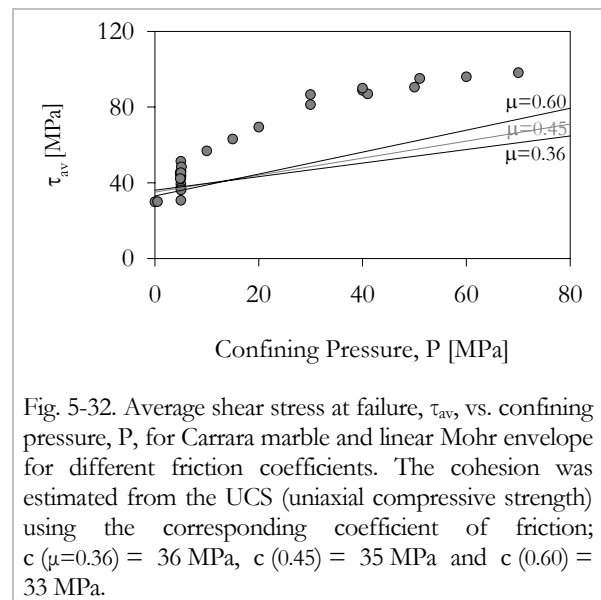 120
80
40
0
τav [MPa]
μ=0.60
μ=0.45
μ=0.36
0 20 40 60 80
Confining Pressure, P [MPa]
Fig. 5-32. Average shear stress at failure, τav, vs. confining
pressure, P, for Carrara marble and linear Mohr envelope
for different friction coefficients. The cohesion was
estimated from the UCS (uniaxial compressive strength)
using the corresponding coefficient of friction;
c (μ=0.36) = 36 MPa, c (0.45) = 35 MPa and c (0.60) =
33 MPa.